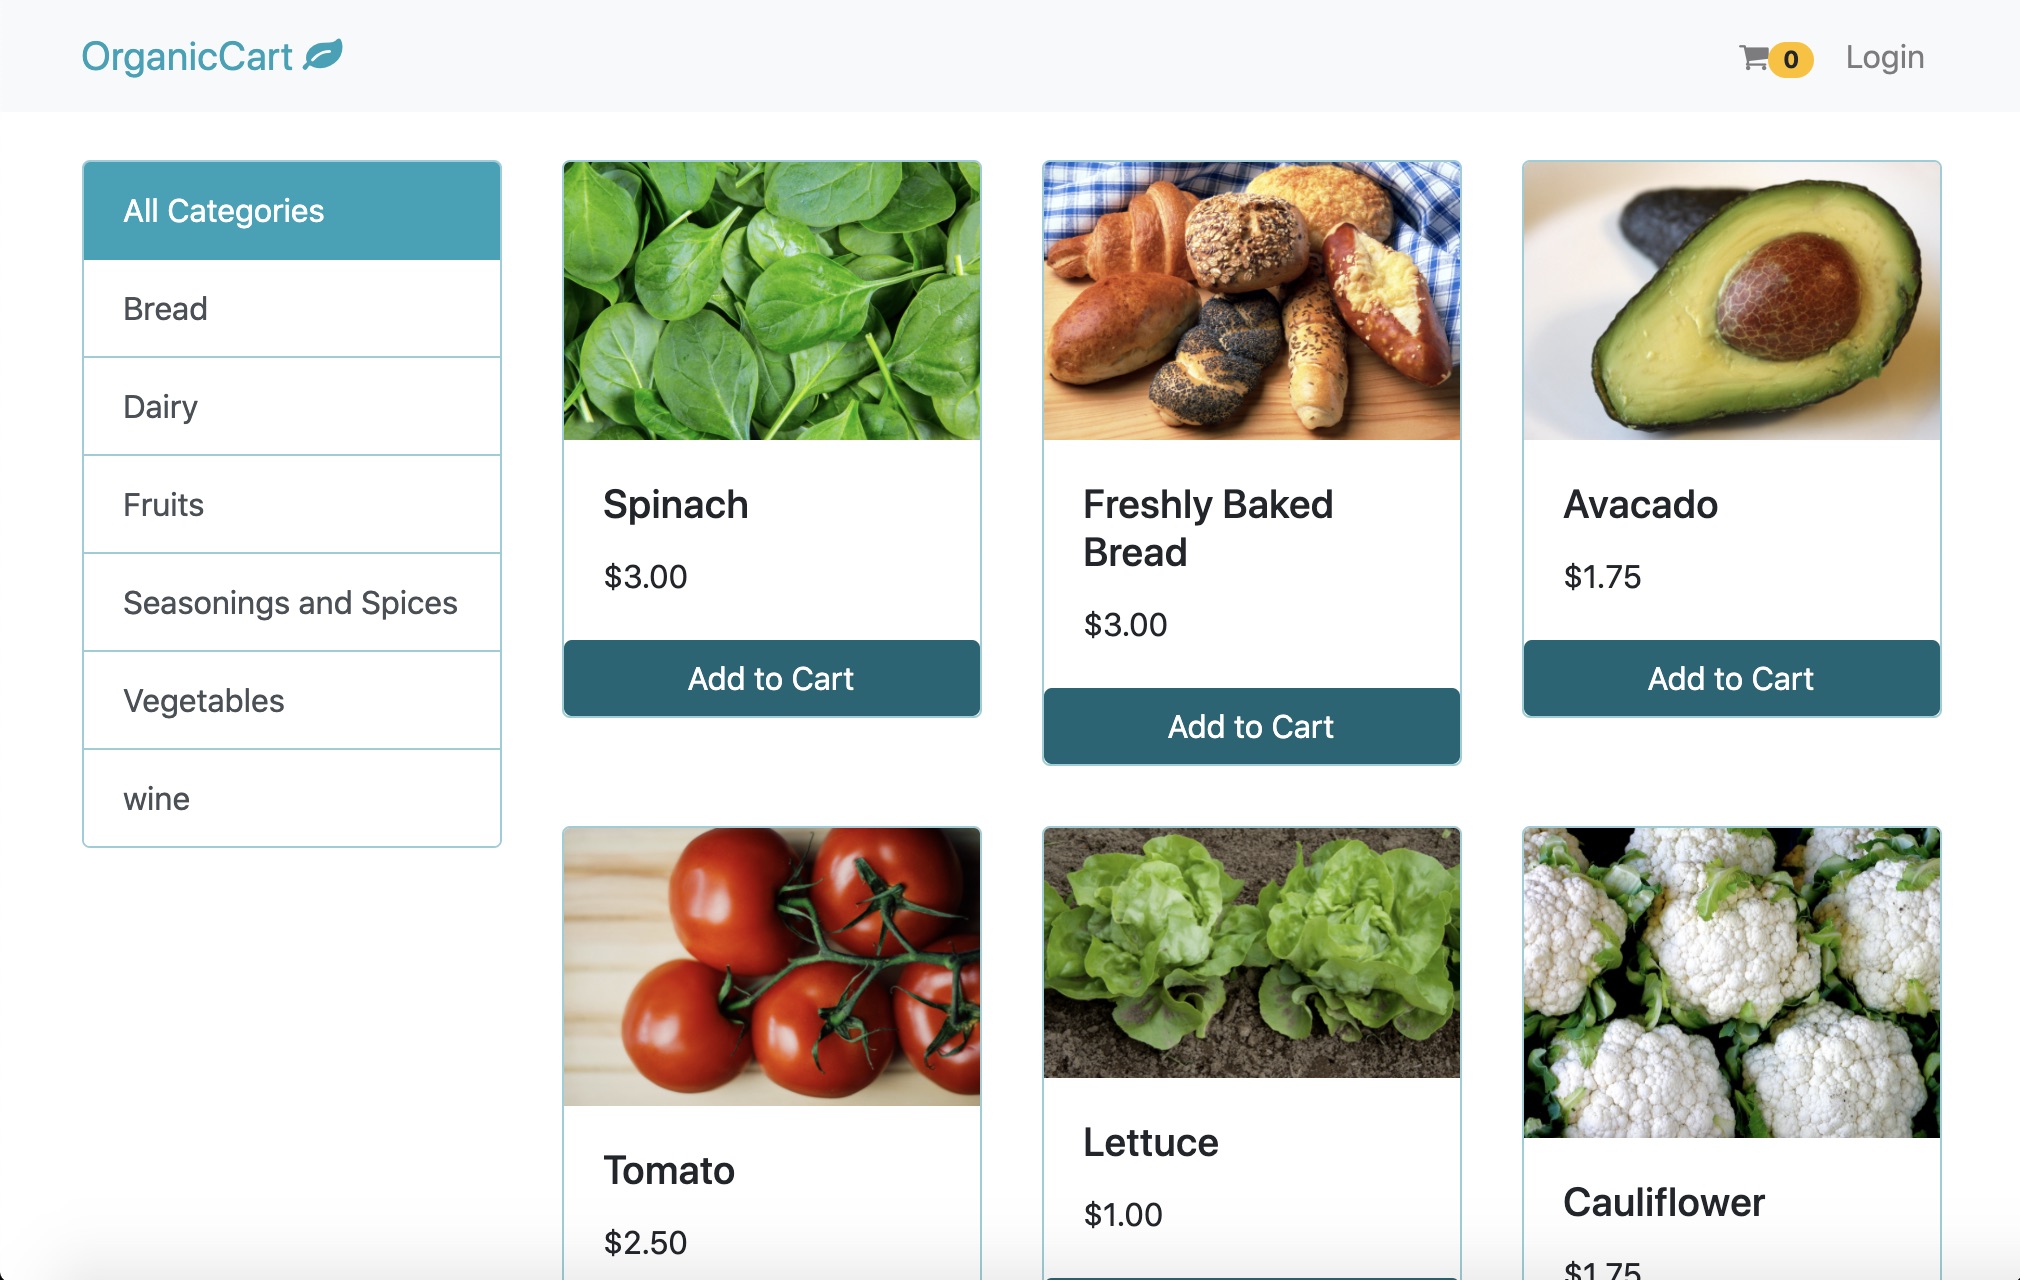 OrganicCart
0
Login
All Categories
Bread
Dairy
Fruits
Seasonings and Spices
Vegetables
wine
Spinach
$3.00
Add to Cart
Freshly Baked
Bread
$3.00
Add to Cart
Avacado
$1.75
Add to Cart
Tomato
$2.50
Lettuce
$1.00
Cauliflower
$1.75